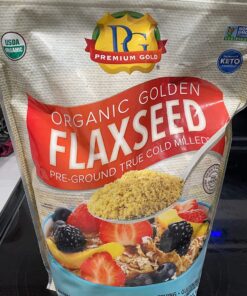 PG
PREMIUM GOLD
USDA
ORGANIC
KETO
ORGANIC GOLDEN
FLAXSEED
PRE-GROUND TRUE COLD MILLED